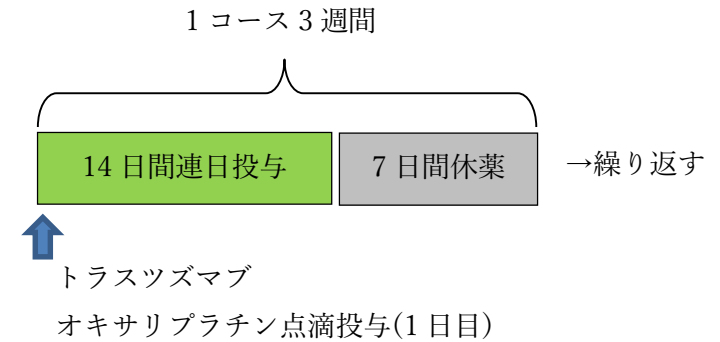 1 コース 3 週間
14 日間連日投与
7 日間休薬
→繰り返す
トラスツズマブ
オキサリプラチン点滴投与(1 日目)